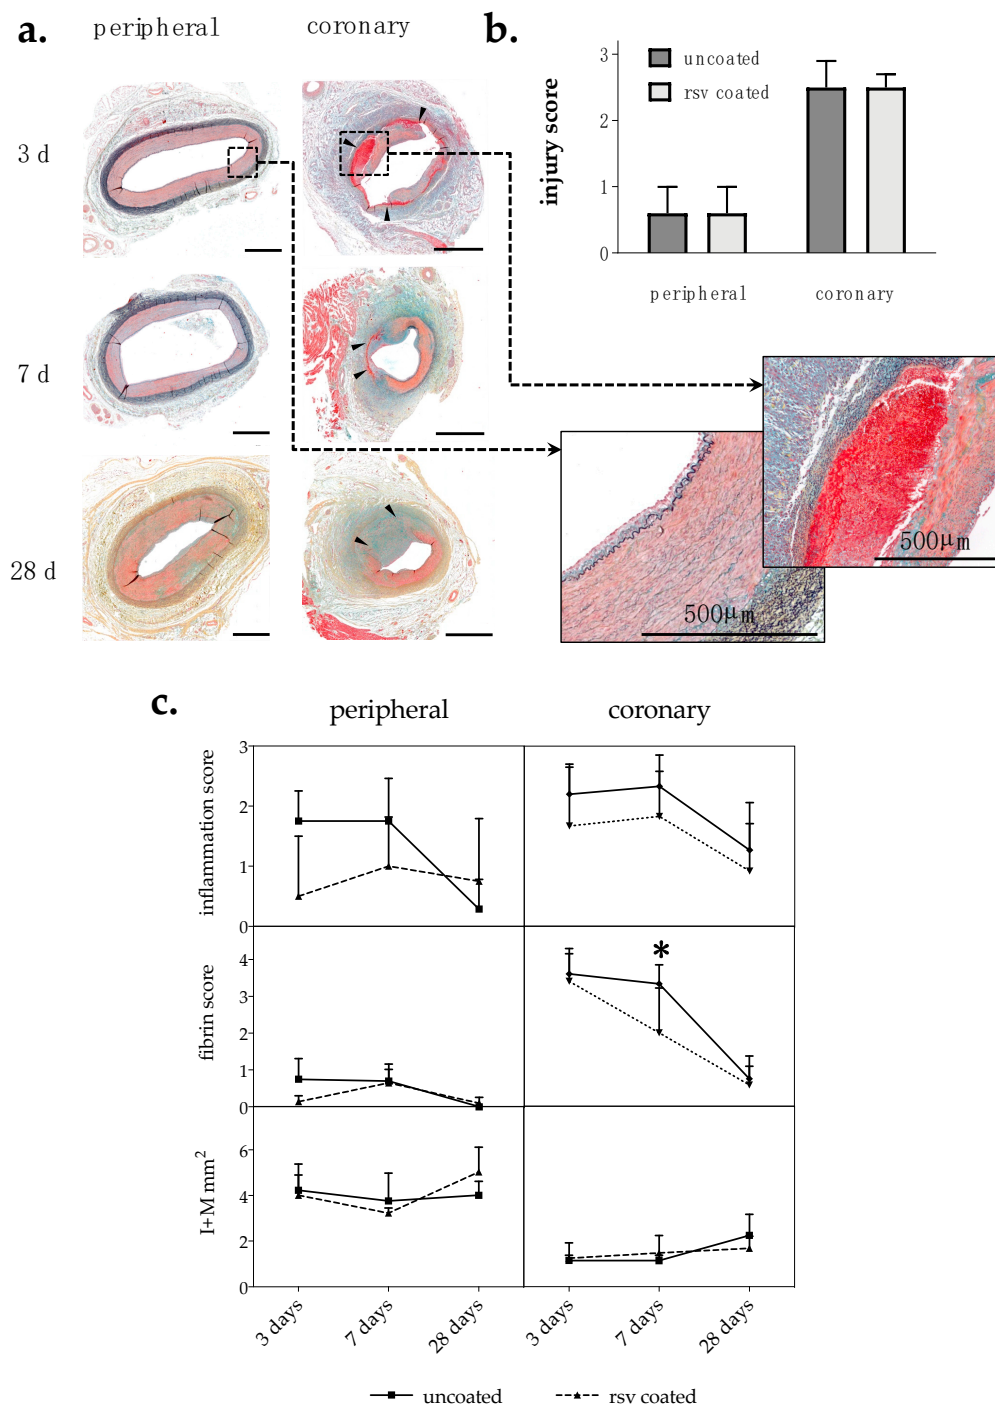 a.
peripheral
coronary
3 d
7 d
28 d
b.
injury score
3
2
1
0
uncoated
rsv coated
peripheral
coronary
500μm
500μm
c.
peripheral
coronary
inflammation score
3
2
1
0
fibrin score
4
3
2
1
0
I+M mm²
6
4
2
0
3 days
7 days
28 days
3 days
7 days
28 days
*
uncoated
rsv coated